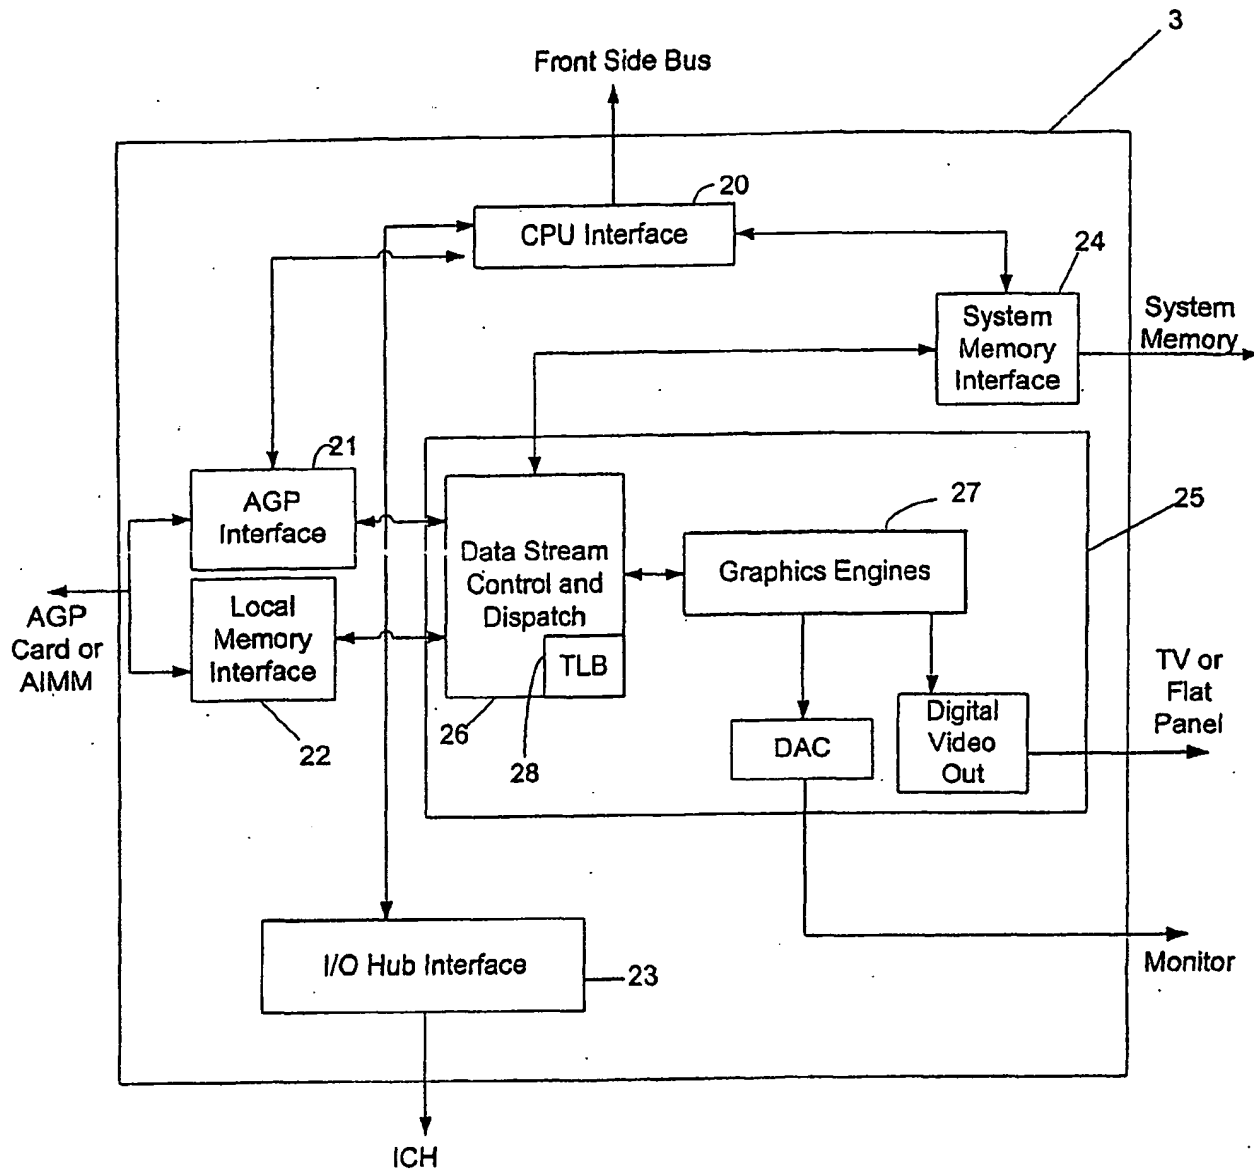 3
Front Side Bus
20
CPU Interface
24
System
Memory
Interface
System
Memory
21
AGP
Interface
27
25
Data Stream
Control and
Dispatch
Graphics Engines
AGP
Card or
AIMM
Local
Memory
Interface
TLB
TV or
Flat
Panel
22
26
28
DAC
Digital
Video
Out
I/O Hub Interface
23
Monitor
ICH